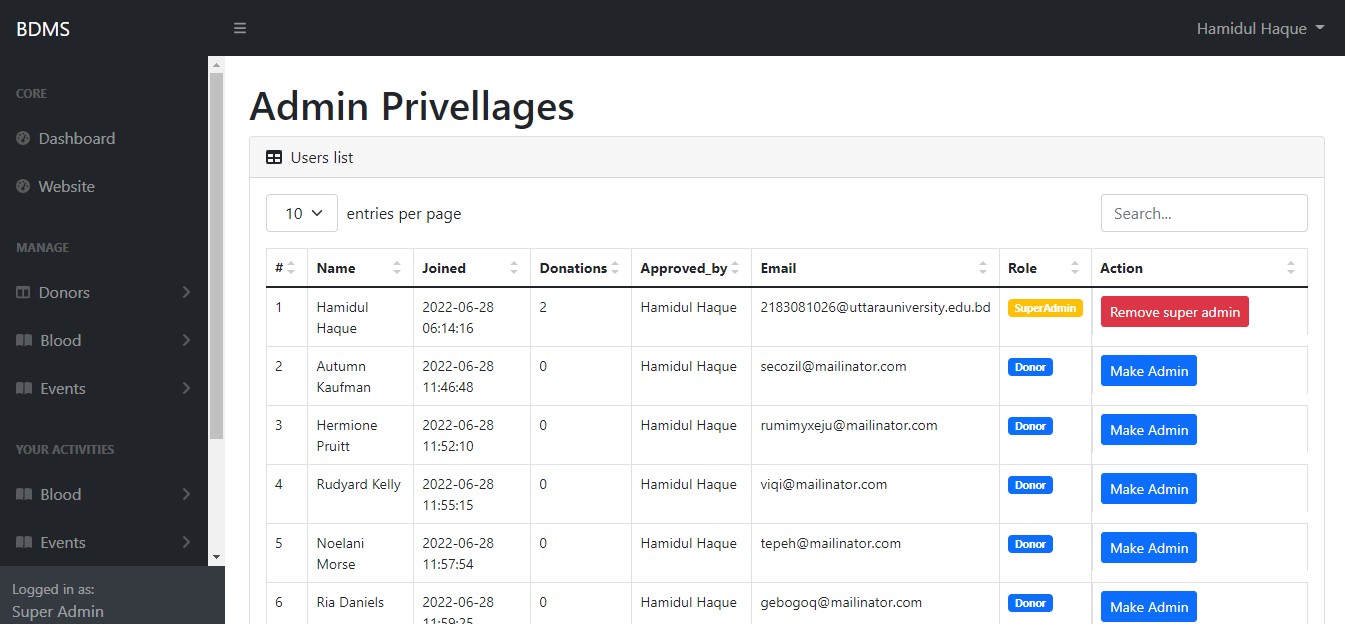 BDMS
Hamidul Haque
CORE
Dashboard
Website
MANAGE
Donors
Blood
Events
YOUR ACTIVITIES
Blood
Events
Logged in as:
Super Admin
Admin Privellages
Users list
10 entries per page
Search...
# Name Joined Donations Approved_by Email Role Action
1 Hamidul 2022-06-28 2 Hamidul Haque 2183081026@uttarauniversity.edu.bd SuperAdmin Remove super admin
Haque 06:14:16
2 Autumn 2022-06-28 0 Hamidul Haque secozil@mailinator.com Donor Make Admin
Kaufman 11:46:48
3 Hermione 2022-06-28 0 Hamidul Haque rumimyxeju@mailinator.com Donor Make Admin
Pruitt 11:52:10
4 Rudyard Kelly 2022-06-28 0 Hamidul Haque viqi@mailinator.com Donor Make Admin
11:55:15
5 Noelani 2022-06-28 0 Hamidul Haque tepeh@mailinator.com Donor Make Admin
Morse 11:57:54
6 Ria Daniels 2022-06-28 0 Hamidul Haque gebogoq@mailinator.com Donor Make Admin
11:59:25